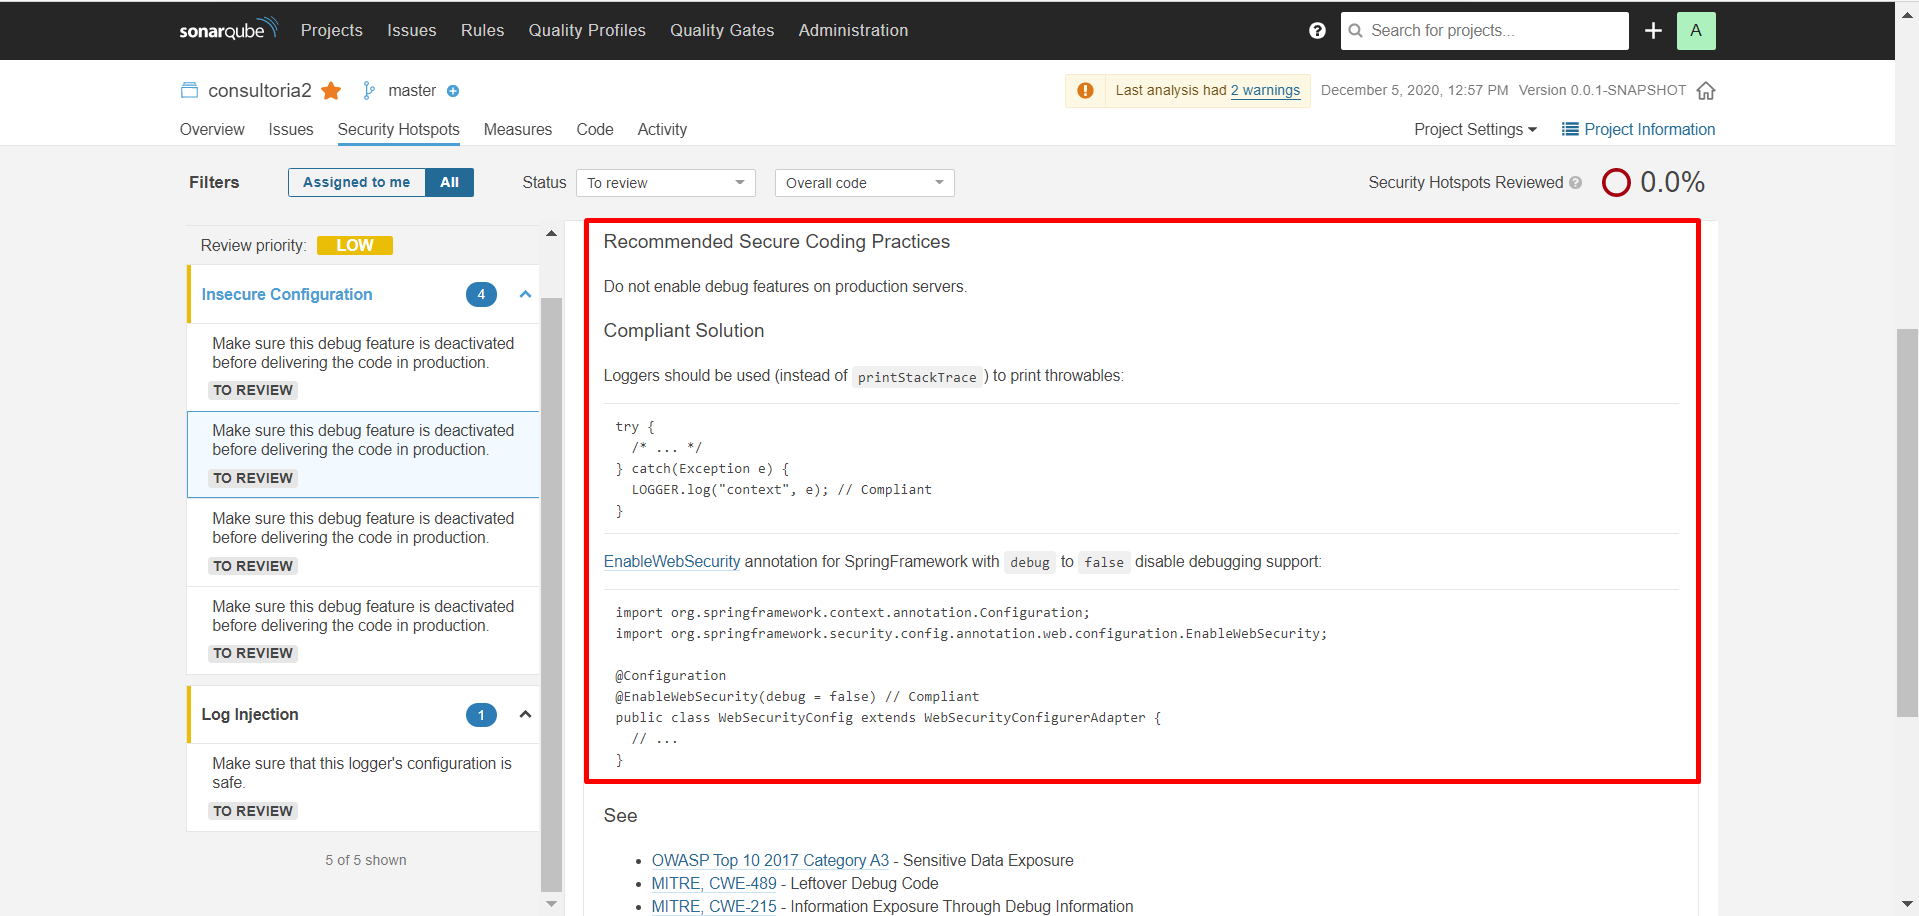 sonarqube Projects Issues Rules Quality Profiles Quality Gates Administration ? Search for projects... + A
consultoria2 master Last analysis had 2 warnings December 5, 2020, 12:57 PM Version 0.0.1-SNAPSHOT
Overview Issues Security Hotspots Measures Code Activity Project Settings Project Information
Filters Assigned to me All Status To review Overall code Security Hotspots Reviewed ? 0.0%
Review priority: LOW
Insecure Configuration 4
Make sure this debug feature is deactivated
before delivering the code in production.
TO REVIEW
Make sure this debug feature is deactivated
before delivering the code in production.
TO REVIEW
Make sure this debug feature is deactivated
before delivering the code in production.
TO REVIEW
Make sure this debug feature is deactivated
before delivering the code in production.
TO REVIEW
Log Injection 1
Make sure that this logger's configuration is
safe.
TO REVIEW
5 of 5 shown
Recommended Secure Coding Practices
Do not enable debug features on production servers.
Compliant Solution
Loggers should be used (instead of printStackTrace ) to print throwables:
try {
/* ... */
} catch(Exception e) {
LOGGER.log("context", e); // Compliant
}
EnableWebSecurity annotation for SpringFramework with debug to false disable debugging support:
import org.springframework.context.annotation.Configuration;
import org.springframework.security.config.annotation.web.configuration.EnableWebSecurity;
@Configuration
@EnableWebSecurity(debug = false) // Compliant
public class WebSecurityConfig extends WebSecurityConfigurerAdapter {
// ...
}
See
• OWASP Top 10 2017 Category A3 - Sensitive Data Exposure
• MITRE, CWE-489 - Leftover Debug Code
• MITRE, CWE-215 - Information Exposure Through Debug Information